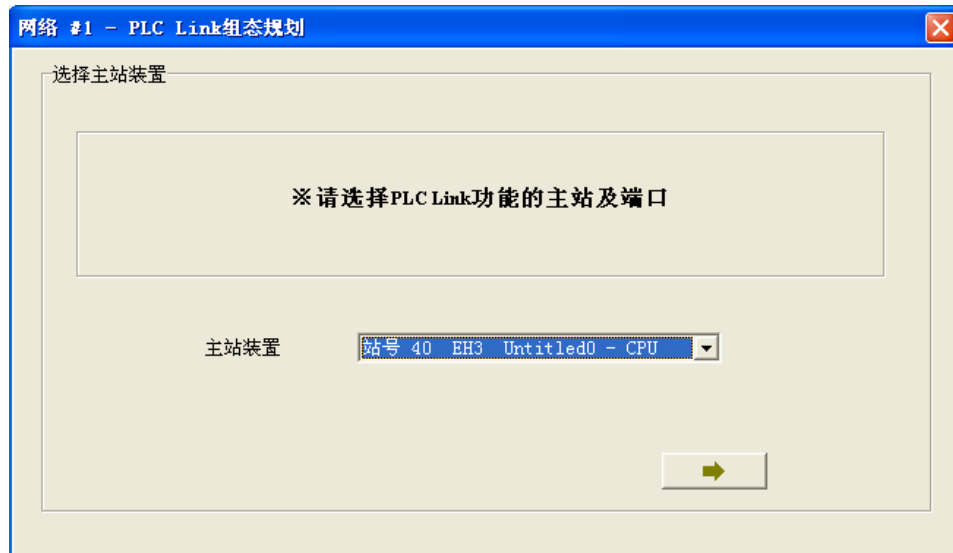 网络 #1 - PLC Link组态规划
选择主站装置
※请选择PLC Link功能的主站及端口
主站装置
站号 40 EH3 Untitled0 - CPU